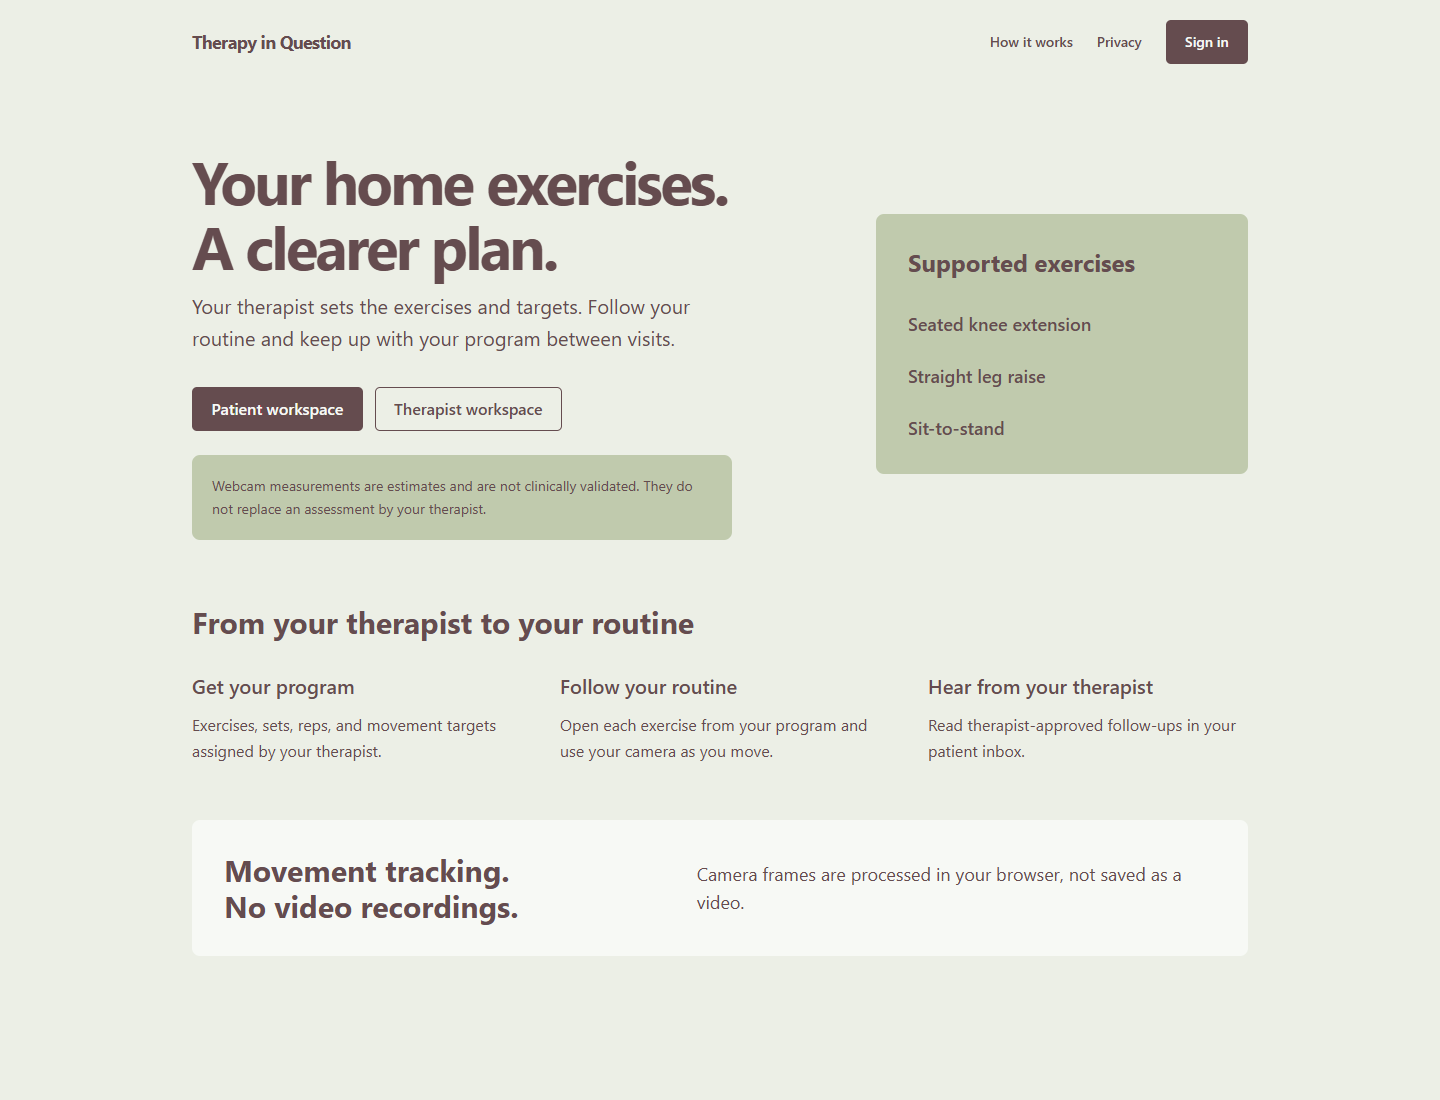 Therapy in Question
How it works
Privacy
Sign in
Your home exercises.
A clearer plan.
Your therapist sets the exercises and targets. Follow your
routine and keep up with your program between visits.
Patient workspace
Therapist workspace
Webcam measurements are estimates and are not clinically validated. They do
not replace an assessment by your therapist.
Supported exercises
Seated knee extension
Straight leg raise
Sit-to-stand
From your therapist to your routine
Get your program
Exercises, sets, reps, and movement targets
assigned by your therapist.
Follow your routine
Open each exercise from your program and
use your camera as you move.
Hear from your therapist
Read therapist-approved follow-ups in your
patient inbox.
Movement tracking.
No video recordings.
Camera frames are processed in your browser, not saved as a
video.